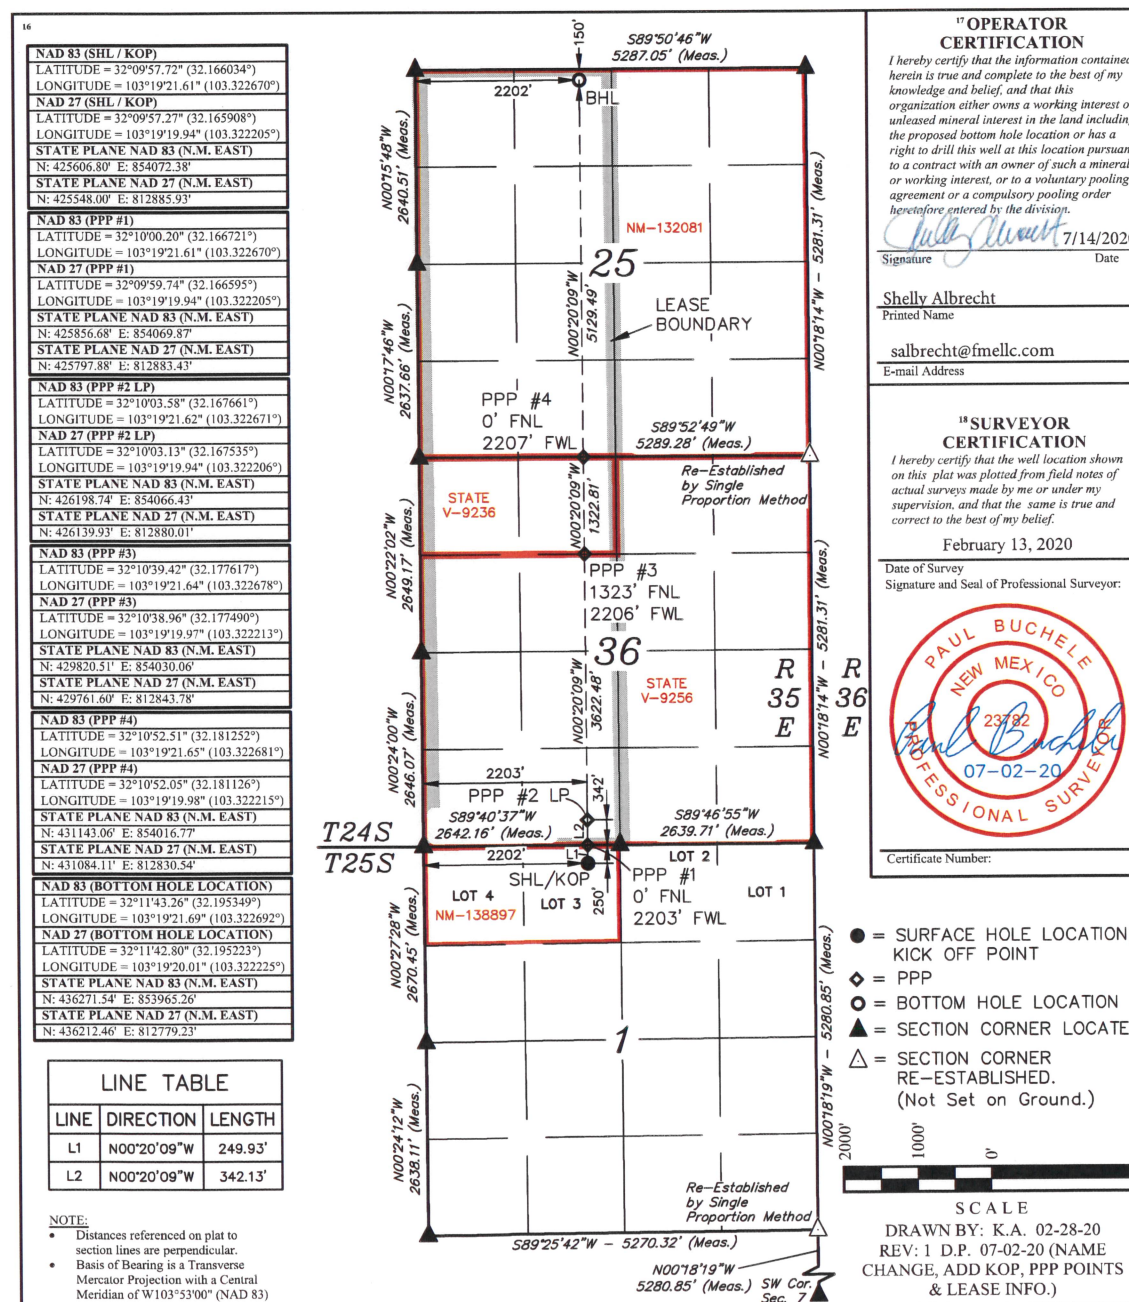 16
NAD 83 (SHL / KOP)
LATITUDE = 32°09'57.72" (32.166034°)
LONGITUDE = 103°19'21.61" (103.322670°)
NAD 27 (SHL / KOP)
LATITUDE = 32°09'57.27" (32.165908°)
LONGITUDE = 103°19'19.94" (103.322205°)
STATE PLANE NAD 83 (N.M. EAST)
N: 425606.80' E: 854072.38'
STATE PLANE NAD 27 (N.M. EAST)
N: 425548.00' E: 812885.93'
NAD 83 (PPP #1)
LATITUDE = 32°10'00.20" (32.166721°)
LONGITUDE = 103°19'21.61" (103.322670°)
NAD 27 (PPP #1)
LATITUDE = 32°09'59.74" (32.166595°)
LONGITUDE = 103°19'19.94" (103.322205°)
STATE PLANE NAD 83 (N.M. EAST)
N: 425856.68' E: 854069.87'
STATE PLANE NAD 27 (N.M. EAST)
N: 425797.88' E: 812883.43'
NAD 83 (PPP #2 LP)
LATITUDE = 32°10'03.58" (32.167661°)
LONGITUDE = 103°19'21.62" (103.322671°)
NAD 27 (PPP #2 LP)
LATITUDE = 32°10'03.13" (32.167535°)
LONGITUDE = 103°19'19.94" (103.322206°)
STATE PLANE NAD 83 (N.M. EAST)
N: 426198.74' E: 854066.43'
STATE PLANE NAD 27 (N.M. EAST)
N: 426139.93' E: 812880.01'
NAD 83 (PPP #3)
LATITUDE = 32°10'39.42" (32.177617°)
LONGITUDE = 103°19'21.64" (103.322678°)
NAD 27 (PPP #3)
LATITUDE = 32°10'38.96" (32.177490°)
LONGITUDE = 103°19'19.97" (103.322213°)
STATE PLANE NAD 83 (N.M. EAST)
N: 429820.51' E: 854030.06'
STATE PLANE NAD 27 (N.M. EAST)
N: 429761.60' E: 812843.78'
NAD 83 (PPP #4)
LATITUDE = 32°10'52.51" (32.181252°)
LONGITUDE = 103°19'21.65" (103.322681°)
NAD 27 (PPP #4)
LATITUDE = 32°10'52.05" (32.181126°)
LONGITUDE = 103°19'19.98" (103.322215°)
STATE PLANE NAD 83 (N.M. EAST)
N: 431143.06' E: 854016.77'
STATE PLANE NAD 27 (N.M. EAST)
N: 431084.11' E: 812830.54'
NAD 83 (BOTTOM HOLE LOCATION)
LATITUDE = 32°11'43.26" (32.195349°)
LONGITUDE = 103°19'21.69" (103.322692°)
NAD 27 (BOTTOM HOLE LOCATION)
LATITUDE = 32°11'42.80" (32.195223°)
LONGITUDE = 103°19'20.01" (103.322225°)
STATE PLANE NAD 83 (N.M. EAST)
N: 436271.54' E: 853965.26'
STATE PLANE NAD 27 (N.M. EAST)
N: 436212.46' E: 812779.23'
LINE TABLE
LINE DIRECTION LENGTH
L1 N00°20'09"W 249.93'
L2 N00°20'09"W 342.13'
NOTE:
• Distances referenced on plat to
section lines are perpendicular.
• Basis of Bearing is a Transverse
Mercator Projection with a Central
Meridian of W103°53'00" (NAD 83)
150'
S89°50'46"W
5287.05' (Meas.)
2202'
BHL
N00°15'48"W
2640.51' (Meas.)
NM-132081
25
N00°20'09"W
5129.49'
LEASE
BOUNDARY
N00°18'14"W - 5281.31' (Meas.)
N00°17'46"W
2637.66' (Meas.)
PPP #4
0' FNL
2207' FWL
S89°52'49"W
5289.28' (Meas.)
Re-Established
by Single
Proportion Method
STATE
V-9236
N00°20'09"W
1322.81'
N00°22'02"W
2649.17' (Meas.)
PPP #3
1323' FNL
2206' FWL
36
STATE
V-9256
N00°20'09"W
3622.48'
N00°18'14"W - 5281.31' (Meas.)
R R
35 36
E E
N00°24'00"W
2646.07' (Meas.)
2203'
PPP #2 LP
342'
L2
S89°40'37"W
2642.16' (Meas.)
S89°46'55"W
2639.71' (Meas.)
T24S
T25S
2202'
L1
SHL/KOP
250'
PPP #1
0' FNL
2203' FWL
LOT 2
LOT 1
LOT 4
LOT 3
NM-138897
N00°27'28"W
2670.45' (Meas.)
1
N00°18'19"W - 5280.85' (Meas.)
N00°24'12"W
2638.11' (Meas.)
Re-Established
by Single
Proportion Method
S89°25'42"W - 5270.32' (Meas.)
N00°18'19"W
5280.85' (Meas.)
SW Cor.
Sec. 7
17 OPERATOR
CERTIFICATION
I hereby certify that the information contained
herein is true and complete to the best of my
knowledge and belief, and that this
organization either owns a working interest o
unleased mineral interest in the land including
the proposed bottom hole location or has a
right to drill this well at this location pursuan
to a contract with an owner of such a mineral
or working interest, or to a voluntary pooling
agreement or a compulsory pooling order
heretofore entered by the division.
Shelly Albrecht 7/14/2020
Signature Date
Shelly Albrecht
Printed Name
salbrecht@fmellc.com
E-mail Address
18 SURVEYOR
CERTIFICATION
I hereby certify that the well location shown
on this plat was plotted from field notes of
actual surveys made by me or under my
supervision, and that the same is true and
correct to the best of my belief.
February 13, 2020
Date of Survey
Signature and Seal of Professional Surveyor:
PAUL BUCHELE
NEW MEXICO
23782
Paul Buchele
07-02-20
PROFESSIONAL SURVEYOR
Certificate Number:
= SURFACE HOLE LOCATION
KICK OFF POINT
= PPP
= BOTTOM HOLE LOCATION
= SECTION CORNER LOCATE
= SECTION CORNER
RE-ESTABLISHED.
(Not Set on Ground.)
2000' 1000' 0'
SCALE
DRAWN BY: K.A. 02-28-20
REV: 1 D.P. 07-02-20 (NAME
CHANGE, ADD KOP, PPP POINTS
& LEASE INFO.)